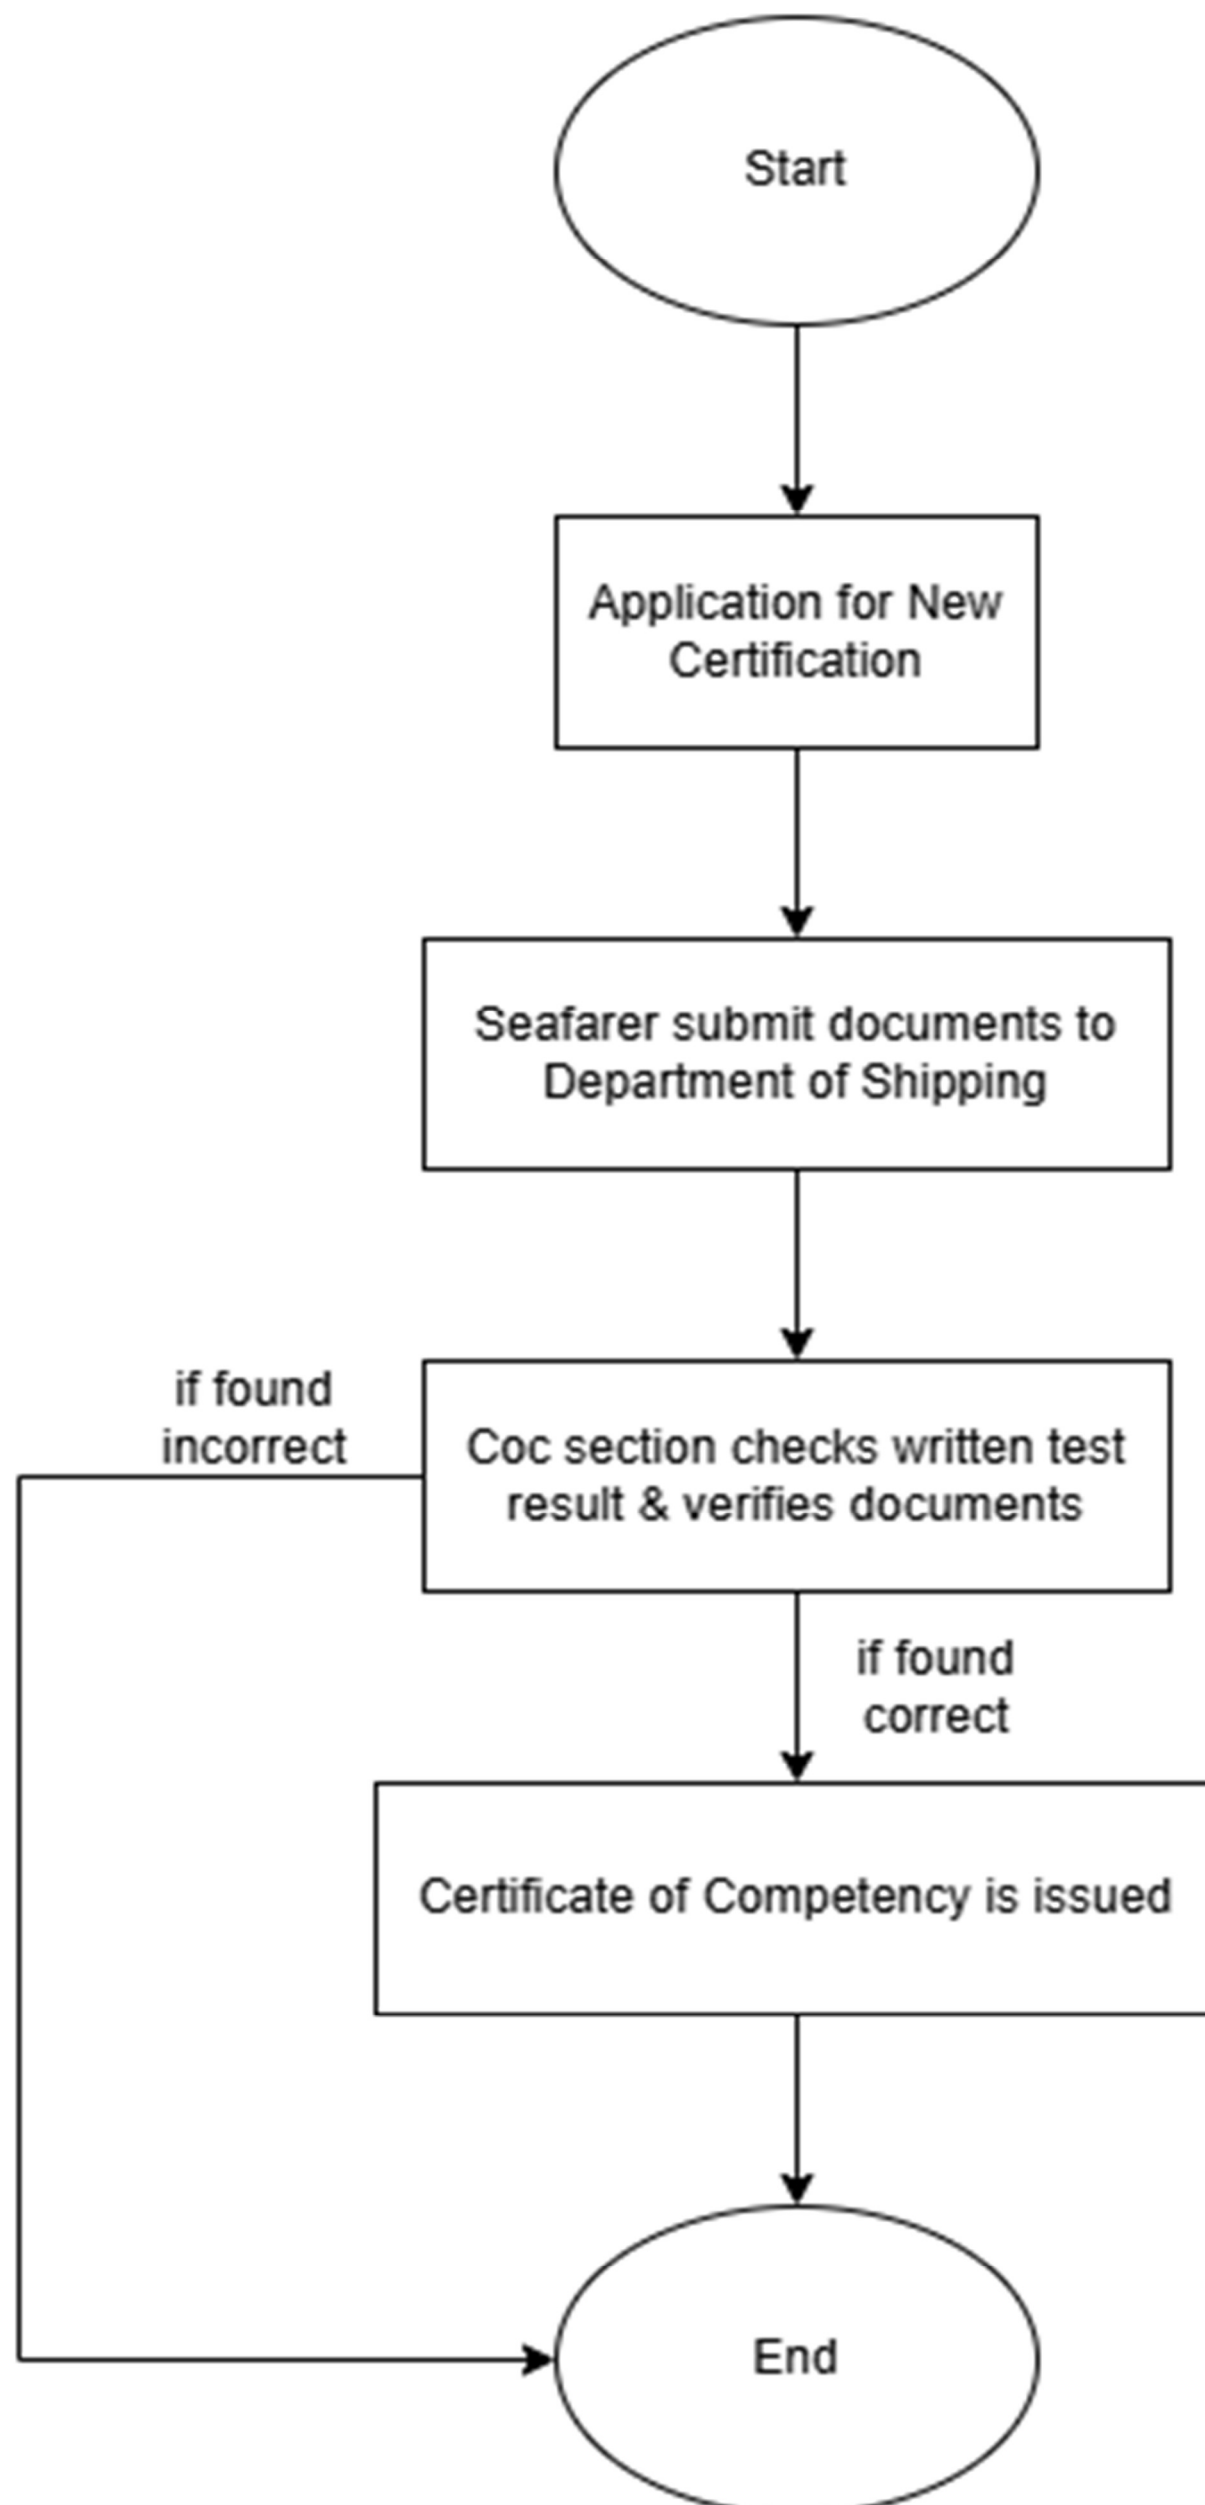 Start
Application for New
Certification
Seafarer submit documents to
Department of Shipping
if found
incorrect
Coc section checks written test
result & verifies documents
if found
correct
Certificate of Competency is issued
End